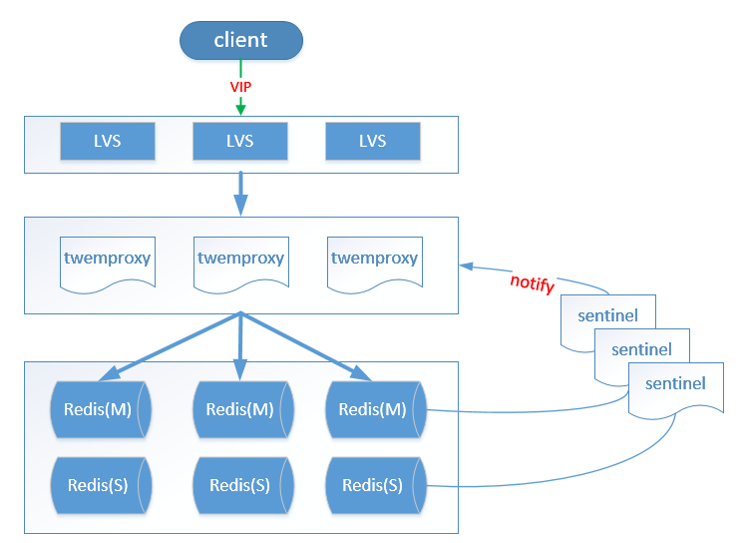 client
VIP
LVS LVS LVS
twemproxy twemproxy twemproxy
notify
sentinel
sentinel
sentinel
Redis(M) Redis(M) Redis(M)
Redis(S) Redis(S) Redis(S)